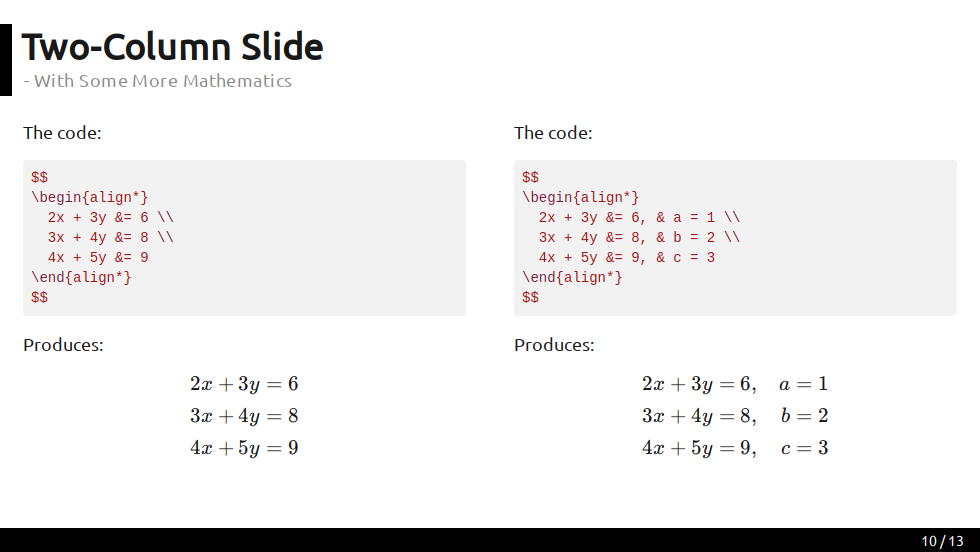 Two-Column Slide
- With Some More Mathematics
The code:
$$
\begin{align*}
  2x + 3y &= 6 \\
  3x + 4y &= 8 \\
  4x + 5y &= 9
\end{align*}
$$
Produces:
2x + 3y = 6
3x + 4y = 8
4x + 5y = 9
The code:
$$
\begin{align*}
  2x + 3y &= 6, & a = 1 \\
  3x + 4y &= 8, & b = 2 \\
  4x + 5y &= 9, & c = 3
\end{align*}
$$
Produces:
2x + 3y = 6, a = 1
3x + 4y = 8, b = 2
4x + 5y = 9, c = 3
10 / 13